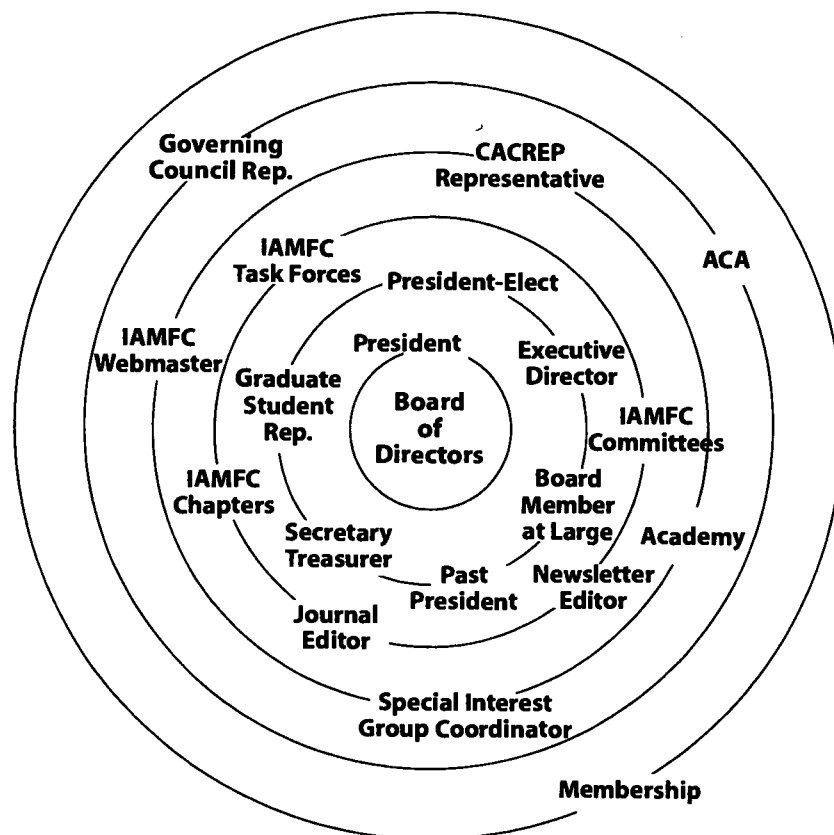 Governing
Council Rep.
CACREP
Representative
ACA
IAMFC
Task Forces
President-Elect
IAMFC
Webmaster
President
Executive
Director
Graduate
Student
Rep.
Board
of
Directors
IAMFC
Committees
IAMFC
Chapters
Board
Member
at Large
Secretary
Treasurer
Academy
Past
President
Newsletter
Editor
Journal
Editor
Special Interest
Group Coordinator
Membership